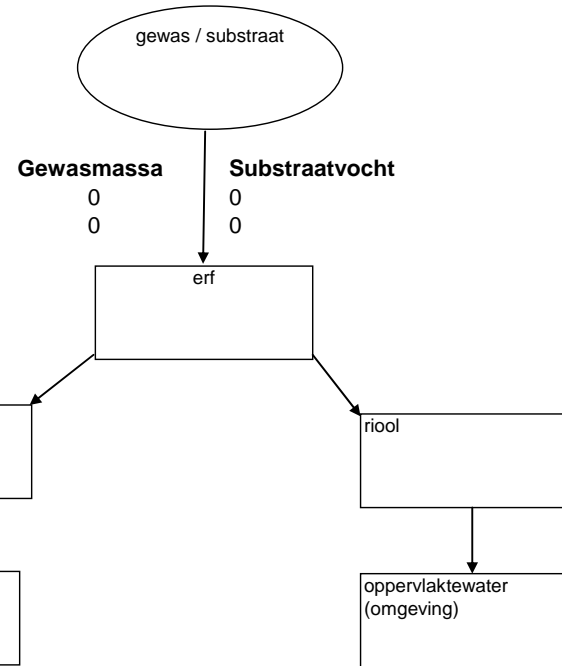 gewas / substraat
Gewasmassa Substraatvocht
0 0
0 0
erf
riool
oppervlaktewater
(omgeving)